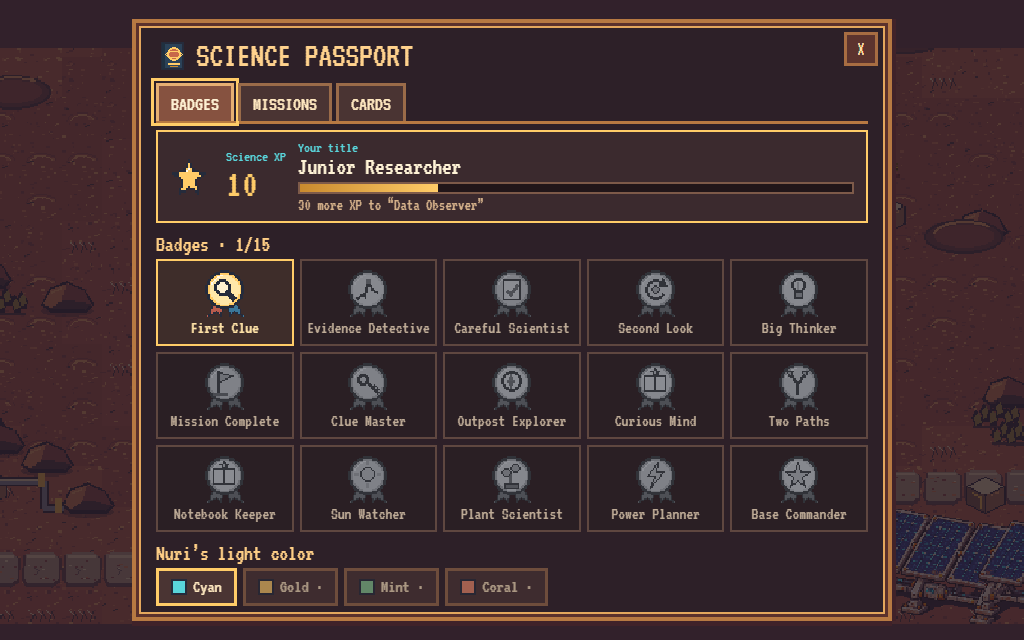 SCIENCE PASSPORT
X
BADGES
MISSIONS
CARDS
Science XP
10
Your title
Junior Researcher
30 more XP to “Data Observer”
Badges · 1/15
First Clue
Evidence Detective
Careful Scientist
Second Look
Big Thinker
Mission Complete
Clue Master
Outpost Explorer
Curious Mind
Two Paths
Notebook Keeper
Sun Watcher
Plant Scientist
Power Planner
Base Commander
Nuri’s light color
Cyan
Gold ·
Mint ·
Coral ·